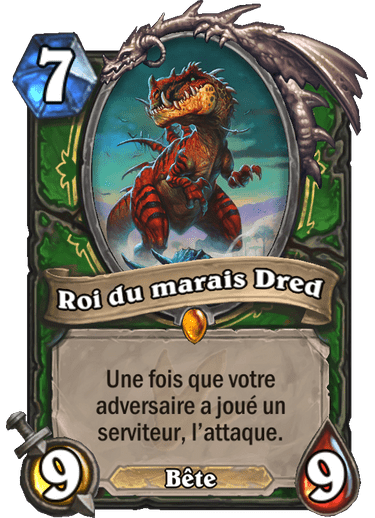 7
Roi du marais Dred
Une fois que votre
adversaire a joué un
serviteur, l'attaque.
Bête
9
9